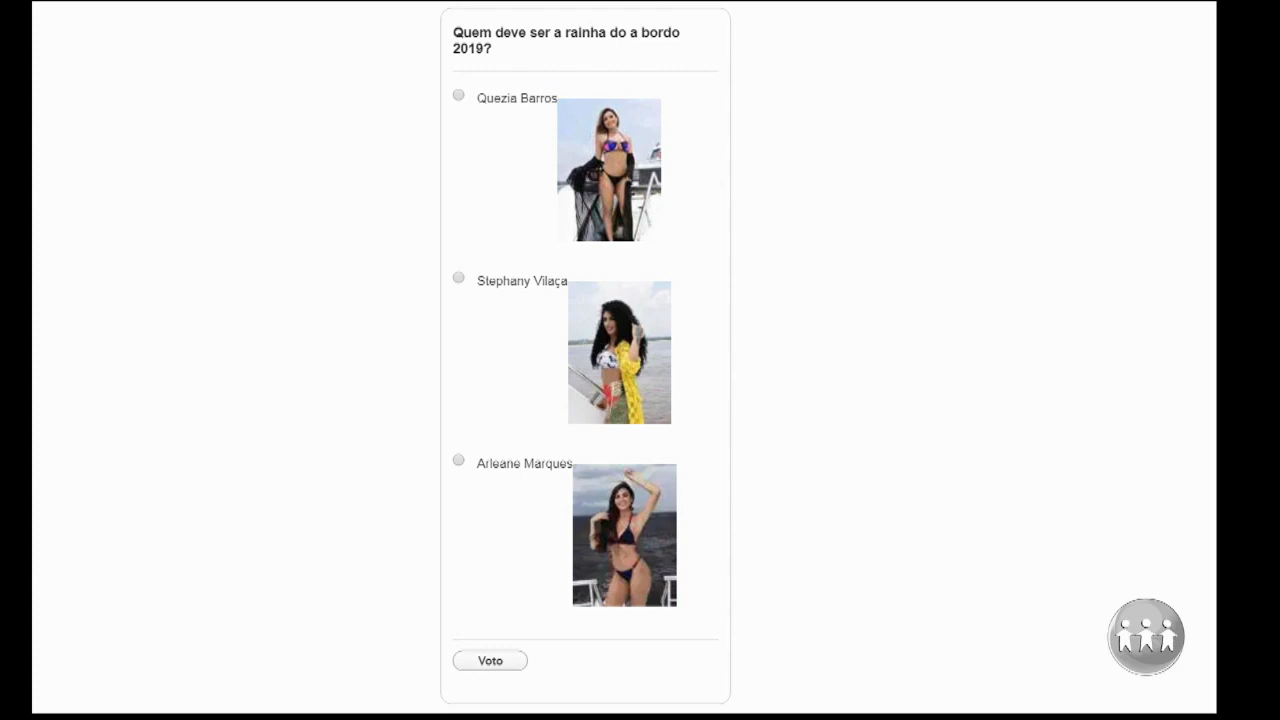 Quem deve ser a rainha do a bordo
2019?
Quezia Barros
Stephany Vilaça
Arleane Marques
Voto